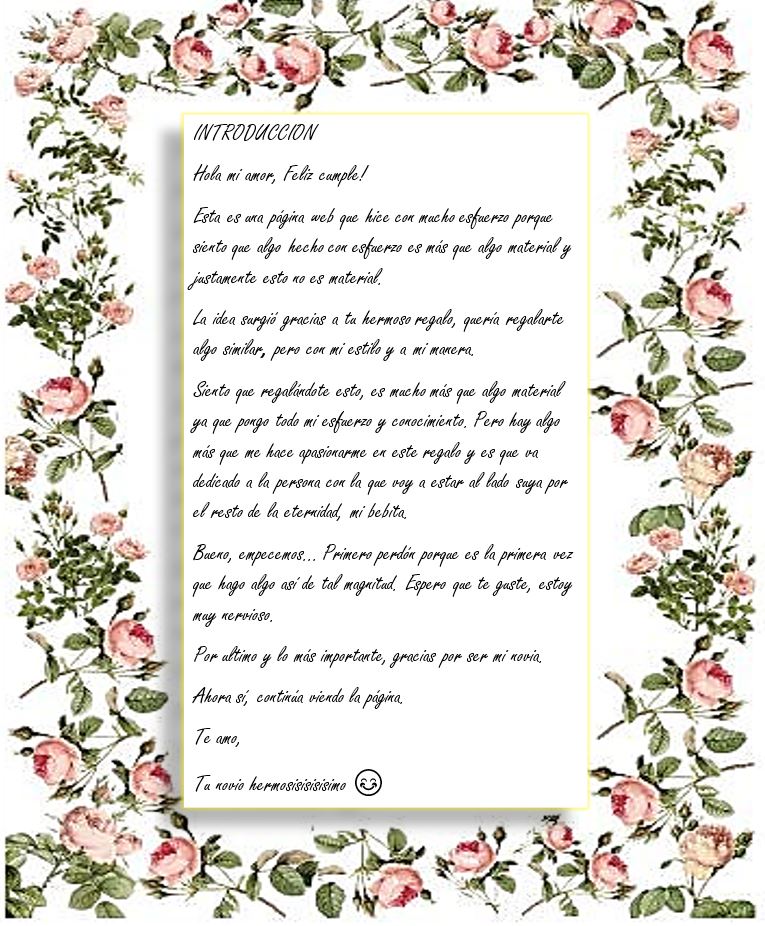 INTRODUCCION
Hola mi amor, Feliz cumple!
Esta es una página web que hice con mucho esfuerzo porque
siento que algo hecho con esfuerzo es más que algo material y
justamente esto no es material.
La idea surgió gracias a tu hermoso regalo, quería regalarte
algo similar, pero con mi estilo y a mi manera.
Siento que regalándote esto, es mucho más que algo material
ya que pongo todo mi esfuerzo y conocimiento. Pero hay algo
más que me hace apasionarme en este regalo y es que va
dedicado a la persona con la que voy a estar al lado suya por
el resto de la eternidad, mi bebita.
Bueno, empecemos... Primero perdón porque es la primera vez
que hago algo así de tal magnitud. Espero que te guste, estoy
muy nervioso.
Por ultimo y lo más importante, gracias por ser mi novia.
Ahora sí, continúa viendo la página.
Te amo,
Tu novio hermosisisisisimo 😊